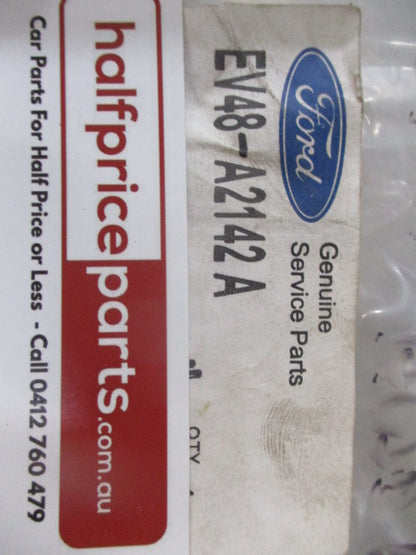 Ford
Genuine
Service Parts
EV48-A2142A
QTY
halfpriceparts.com.au
Car Parts For Half Price or Less - Call 0412 760 479